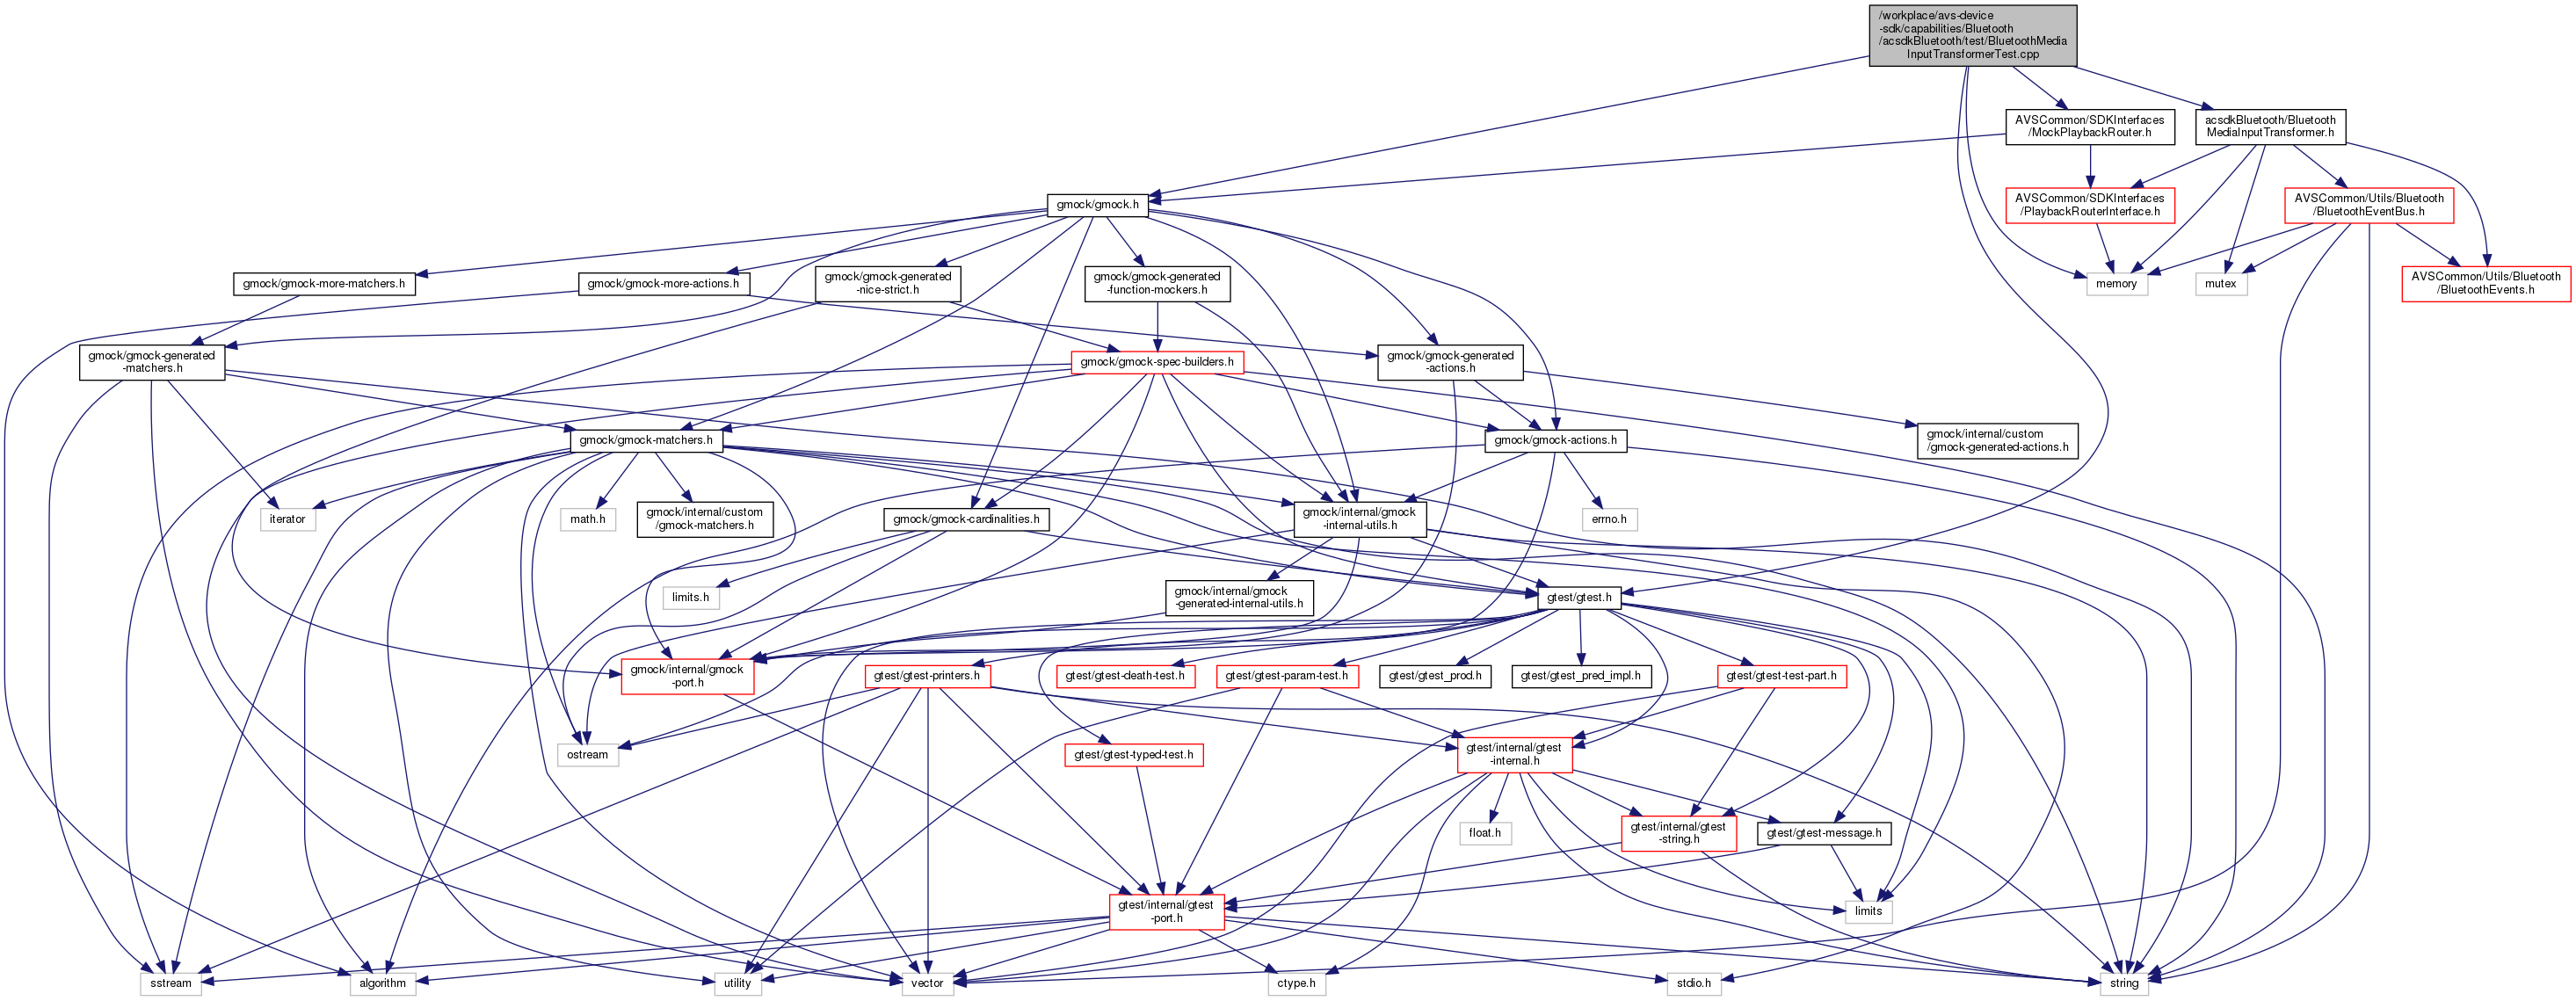 /workplace/avs-device
-sdk/capabilities/Bluetooth
/acsdkBluetooth/test/BluetoothMedia
InputTransformerTest.cpp
AVSCommon/SDKInterfaces
/MockPlaybackRouter.h
acsdkBluetooth/Bluetooth
MediaInputTransformer.h
gmock/gmock.h
AVSCommon/SDKInterfaces
/PlaybackRouterInterface.h
AVSCommon/Utils/Bluetooth
/BluetoothEventBus.h
gmock/gmock-more-matchers.h
gmock/gmock-more-actions.h
gmock/gmock-generated
-nice-strict.h
gmock/gmock-generated
-function-mockers.h
memory
mutex
AVSCommon/Utils/Bluetooth
/BluetoothEvents.h
gmock/gmock-generated
-matchers.h
gmock/gmock-spec-builders.h
gmock/gmock-generated
-actions.h
gmock/gmock-matchers.h
gmock/gmock-actions.h
gmock/internal/custom
/gmock-generated-actions.h
iterator
math.h
gmock/internal/custom
/gmock-matchers.h
gmock/gmock-cardinalities.h
gmock/internal/gmock
-internal-utils.h
errno.h
limits.h
gmock/internal/gmock
-generated-internal-utils.h
gtest/gtest.h
gmock/internal/gmock
-port.h
gtest/gtest-printers.h
gtest/gtest-death-test.h
gtest/gtest-param-test.h
gtest/gtest_prod.h
gtest/gtest_pred_impl.h
gtest/gtest-test-part.h
ostream
gtest/gtest-typed-test.h
gtest/internal/gtest
-internal.h
float.h
gtest/internal/gtest
-string.h
gtest/gtest-message.h
gtest/internal/gtest
-port.h
limits
sstream
algorithm
utility
vector
ctype.h
stdio.h
string